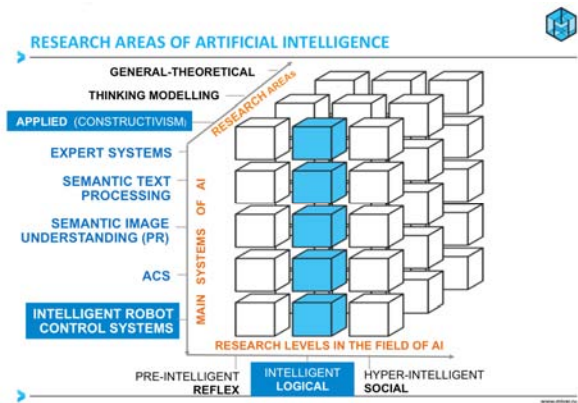 RESEARCH AREAS OF ARTIFICIAL INTELLIGENCE
GENERAL-THEORETICAL
THINKING MODELLING
APPLIED (CONSTRUCTIVISM)
RESEARCH AREAS
EXPERT SYSTEMS
SEMANTIC TEXT
PROCESSING
SEMANTIC IMAGE
UNDERSTANDING (PR)
ACS
INTELLIGENT ROBOT
CONTROL SYSTEMS
MAIN SYSTEMS OF AI
RESEARCH LEVELS IN THE FIELD OF AI
PRE-INTELLIGENT
REFLEX
INTELLIGENT
LOGICAL
HYPER-INTELLIGENT
SOCIAL